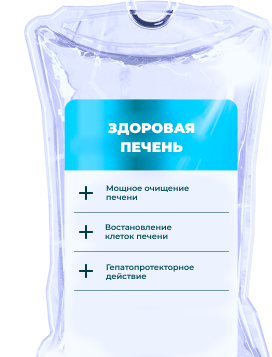 ЗДОРОВАЯ
ПЕЧЕНЬ
Мощное очищение
печени
Востановление
клеток печени
Гепатопротекторное
действие